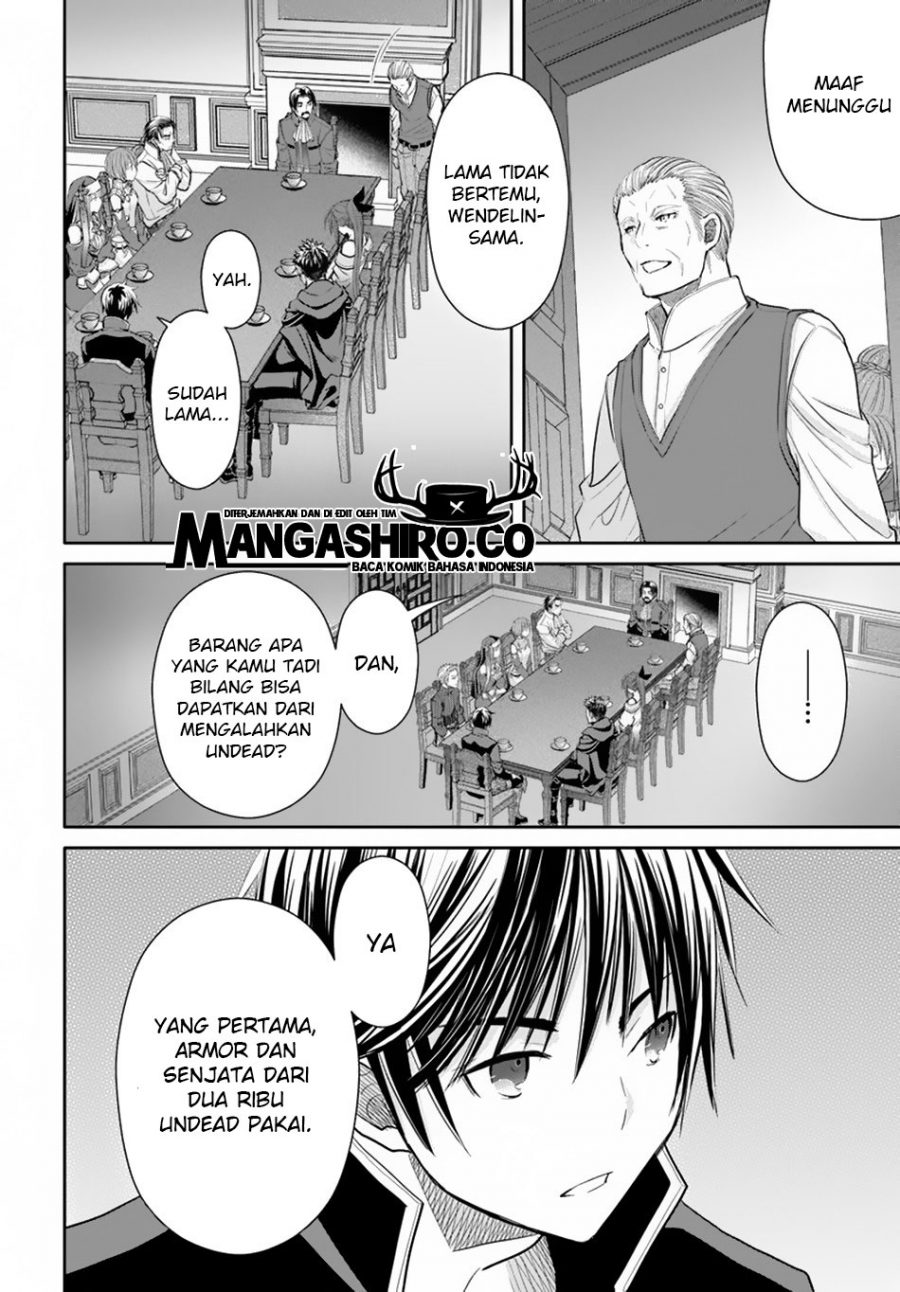 MAAF
MENUNGGU
LAMA TIDAK
BERTEMU,
WENDELIN-
SAMA.
YAH.
SUDAH
LAMA...
DITERJEMAHKAN DAN DI EDIT OLEH TIM
MANGASHIRO.CO
BACA KOMIK BAHASA INDONESIA
......
DAN,
BARANG APA
YANG KAMU TADI
BILANG BISA
DAPATKAN DARI
MENGALAHKAN
UNDEAD?
YA
YANG PERTAMA,
ARMOR DAN
SENJATA DARI
DUA RIBU
UNDEAD PAKAI.